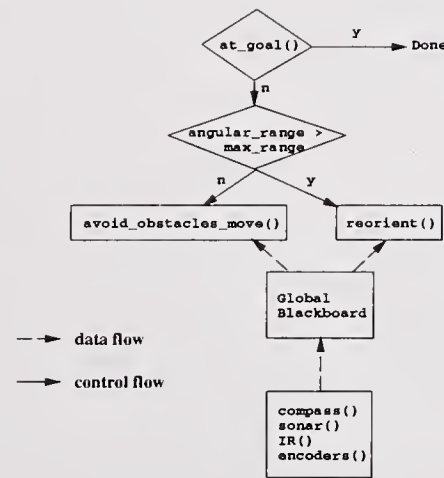 at_goal()
y
Done
n
angular_range >
max_range
n
y
avoid_obstacles_move()
reorient()
Global
Blackboard
data flow
control flow
compass()
sonar()
IR()
encoders()